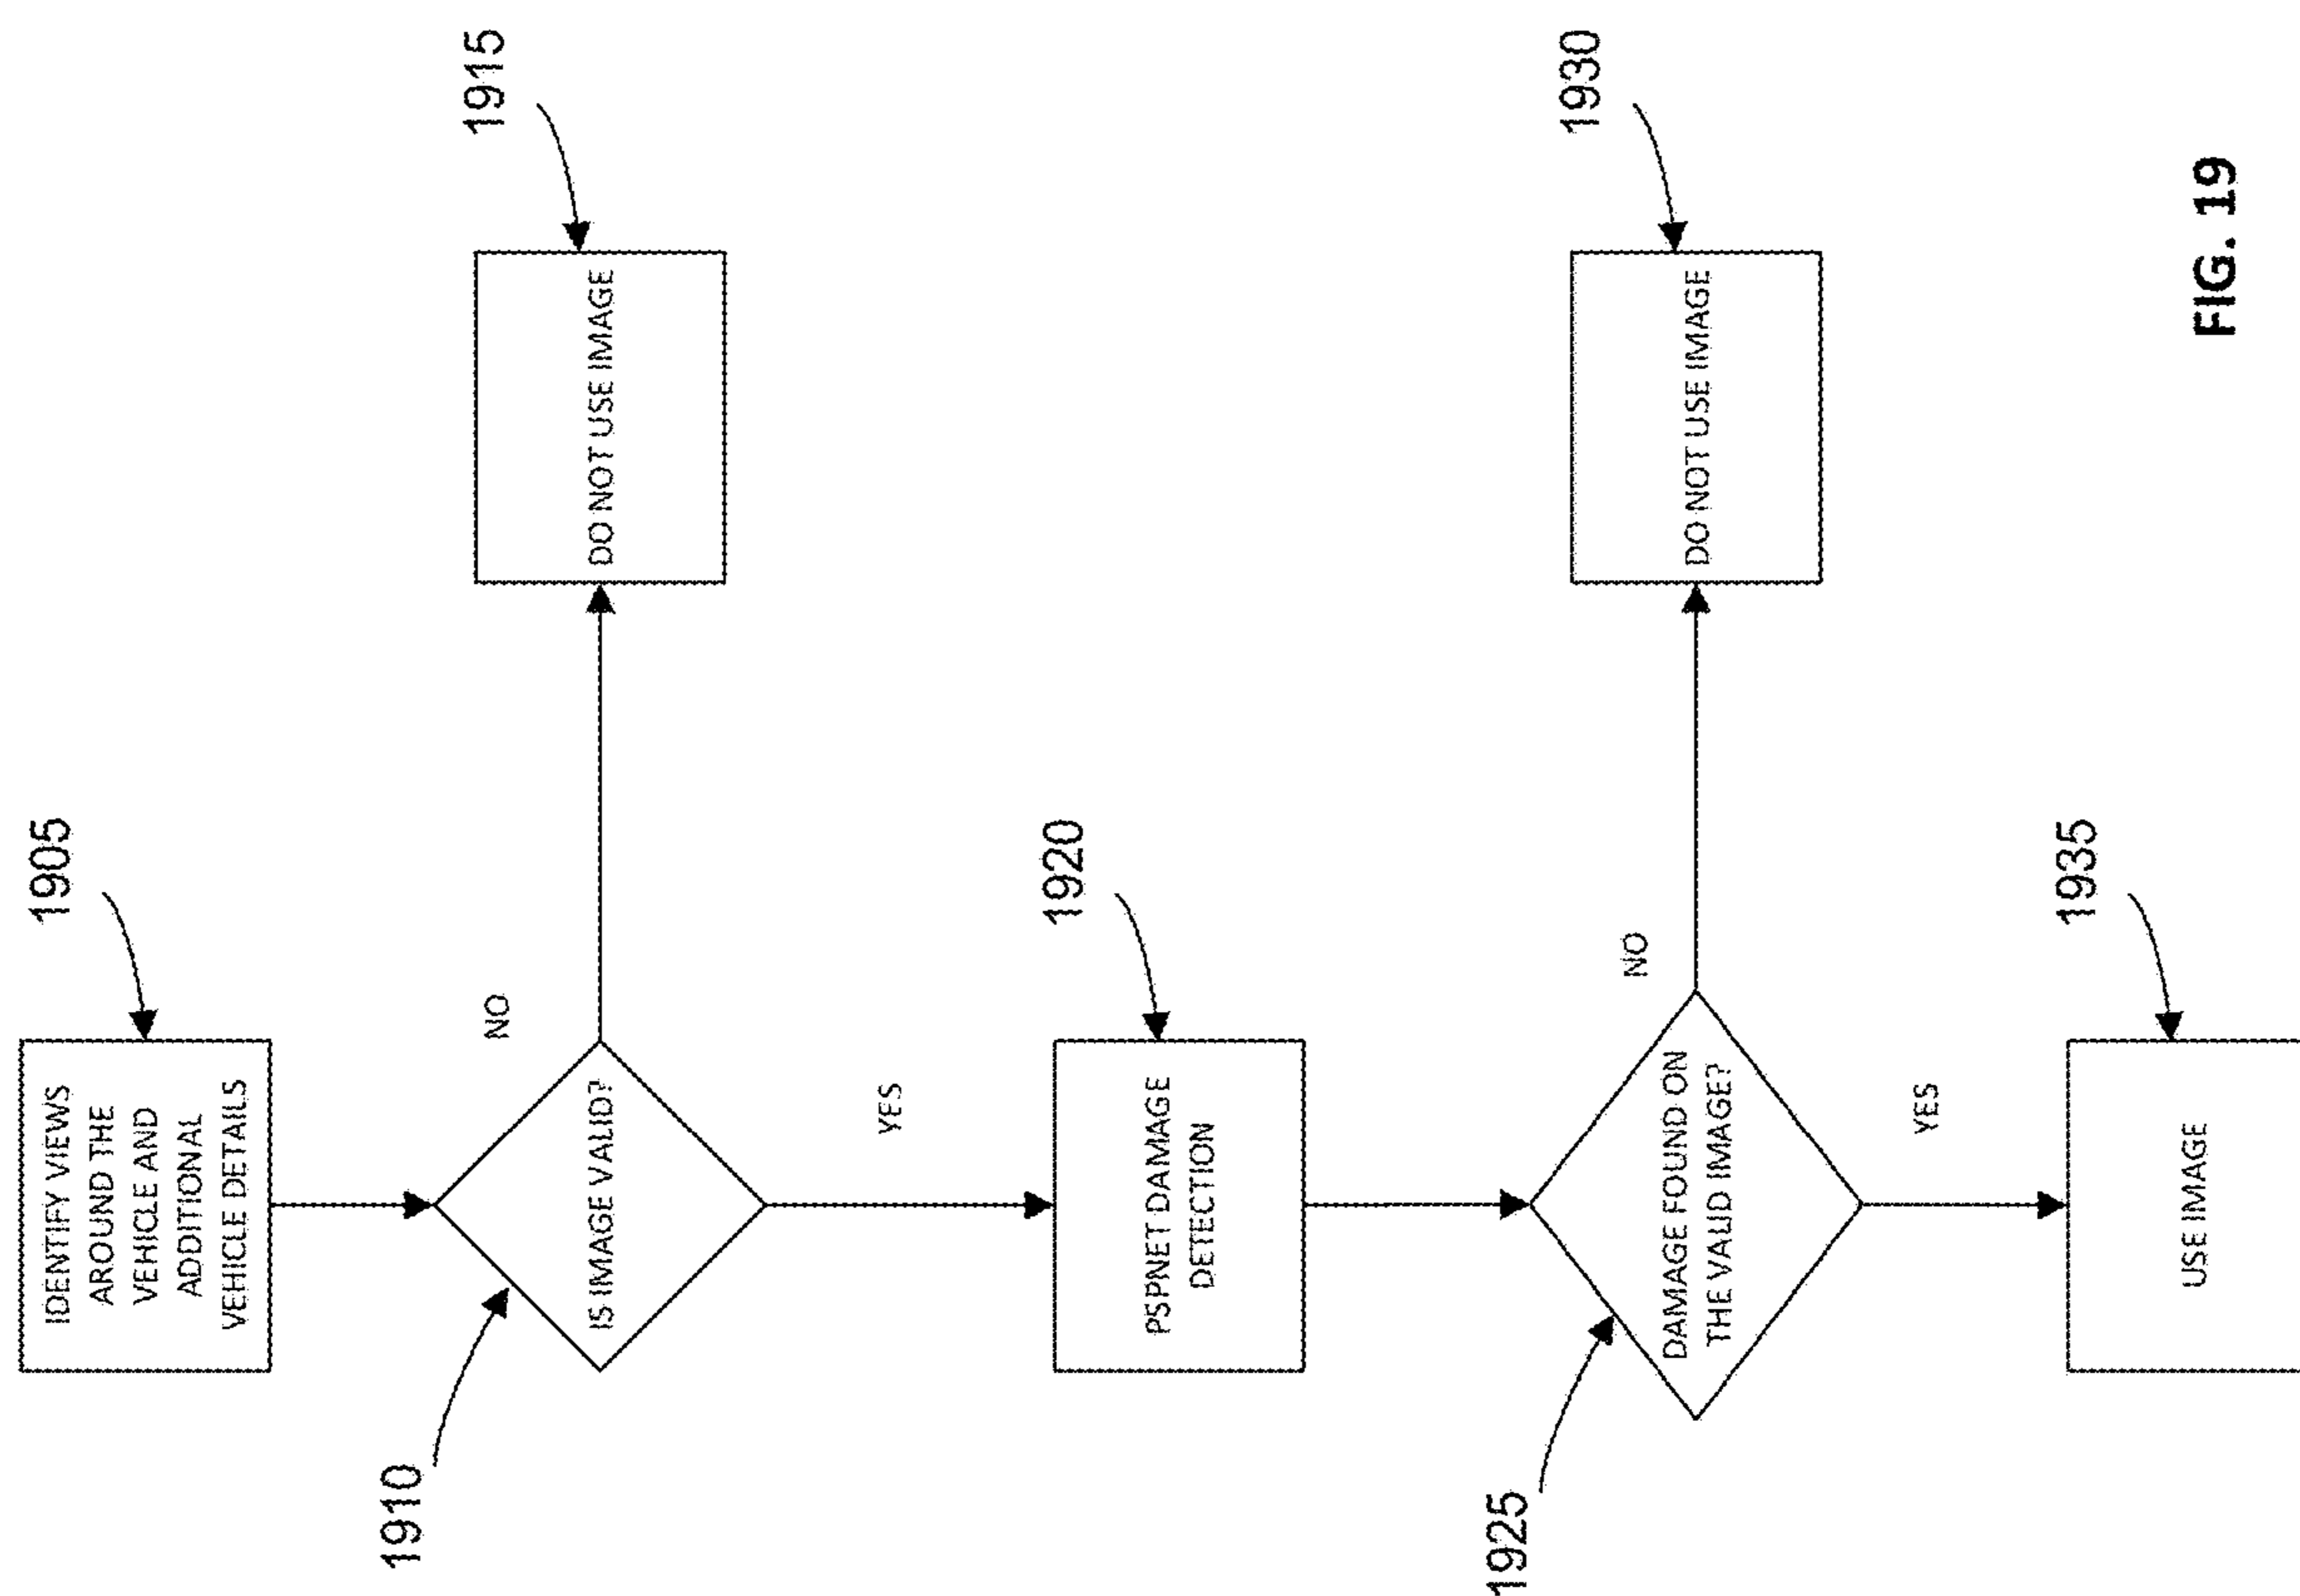 1905
IDENTIFY VIEWS
AROUND THE
VEHICLE AND
ADDITIONAL
VEHICLE DETAILS
1910
IS IMAGE VALID?
NO
1915
DO NOT USE IMAGE
YES
1920
PSPNET DAMAGE
DETECTION
1925
DAMAGE FOUND ON
THE VALID IMAGE?
NO
1930
DO NOT USE IMAGE
YES
1935
USE IMAGE
FIG. 19